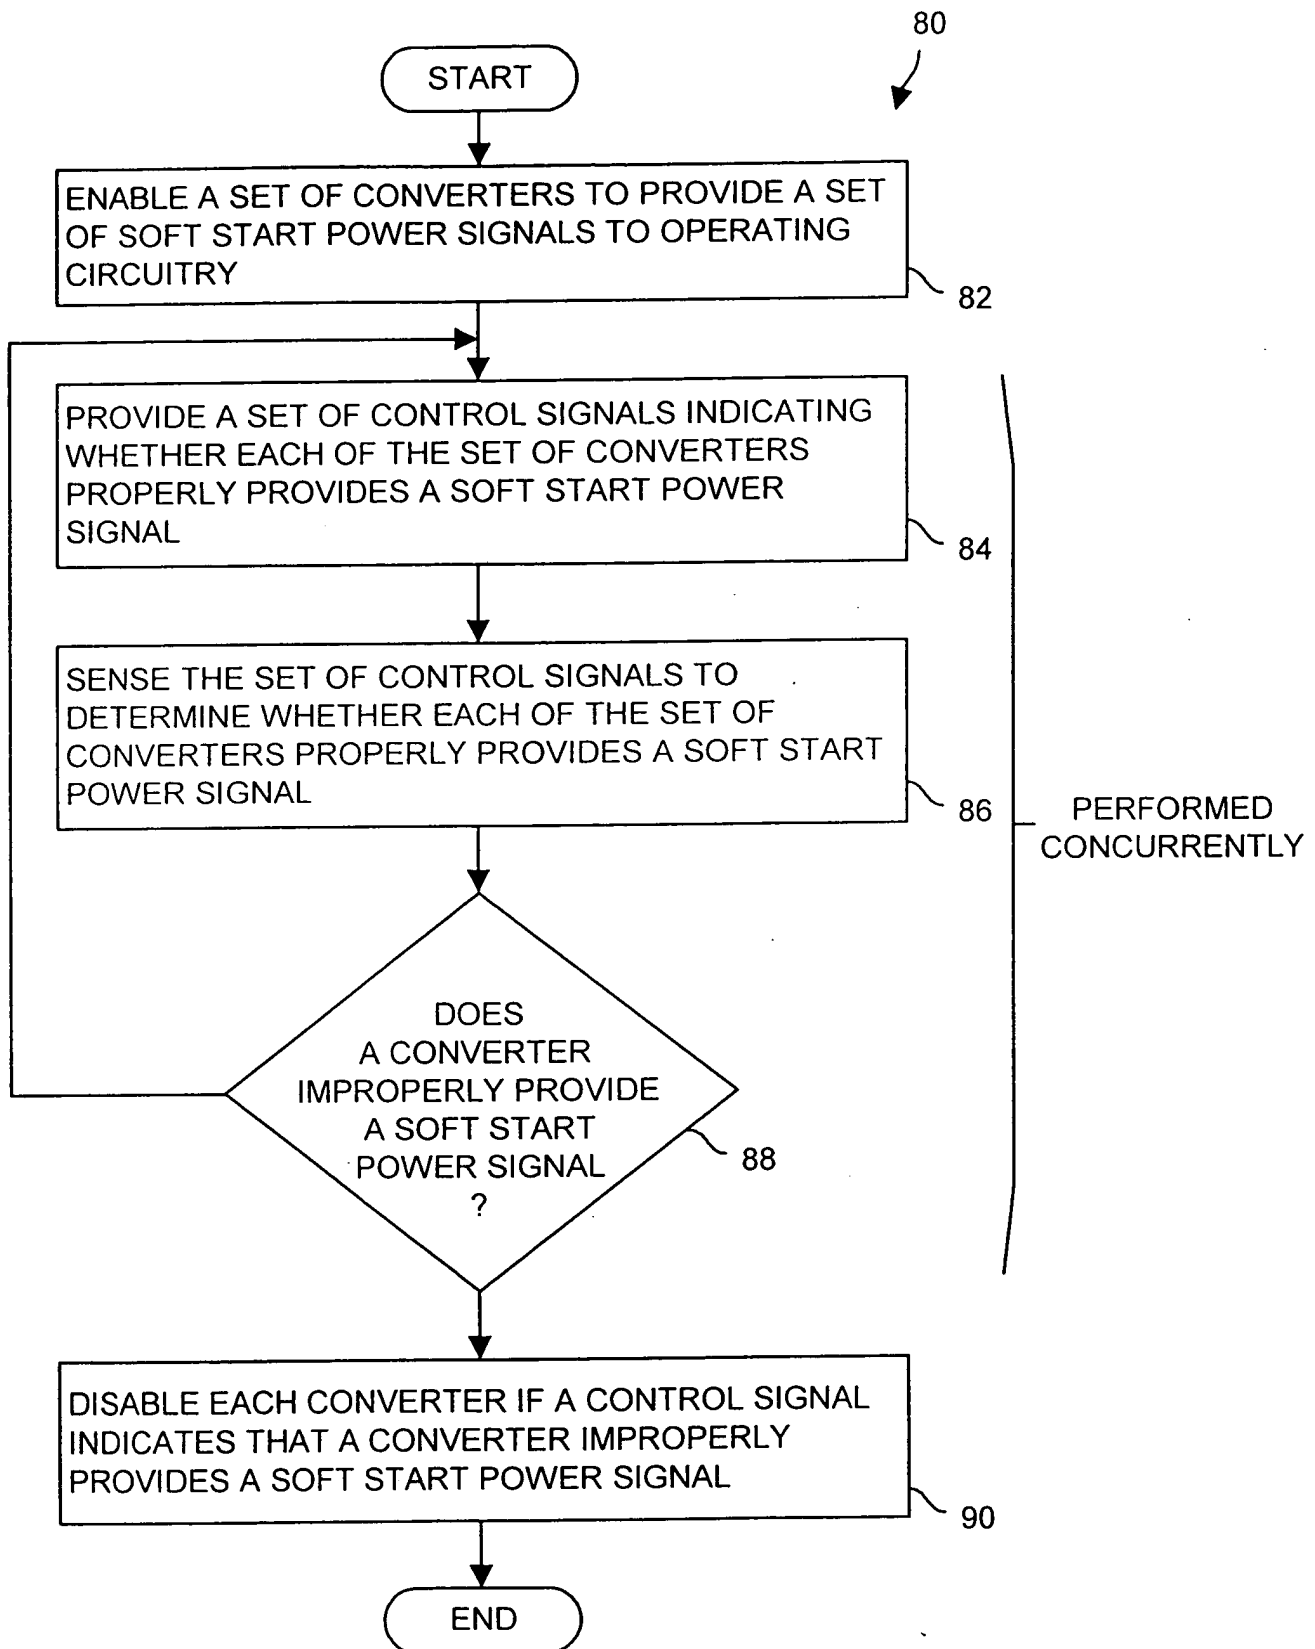 80
START
ENABLE A SET OF CONVERTERS TO PROVIDE A SET
OF SOFT START POWER SIGNALS TO OPERATING
CIRCUITRY
82
PROVIDE A SET OF CONTROL SIGNALS INDICATING
WHETHER EACH OF THE SET OF CONVERTERS
PROPERLY PROVIDES A SOFT START POWER
SIGNAL
84
SENSE THE SET OF CONTROL SIGNALS TO
DETERMINE WHETHER EACH OF THE SET OF
CONVERTERS PROPERLY PROVIDES A SOFT START
POWER SIGNAL
86
PERFORMED
CONCURRENTLY
DOES
A CONVERTER
IMPROPERLY PROVIDE
A SOFT START
POWER SIGNAL
?
88
DISABLE EACH CONVERTER IF A CONTROL SIGNAL
INDICATES THAT A CONVERTER IMPROPERLY
PROVIDES A SOFT START POWER SIGNAL
90
END